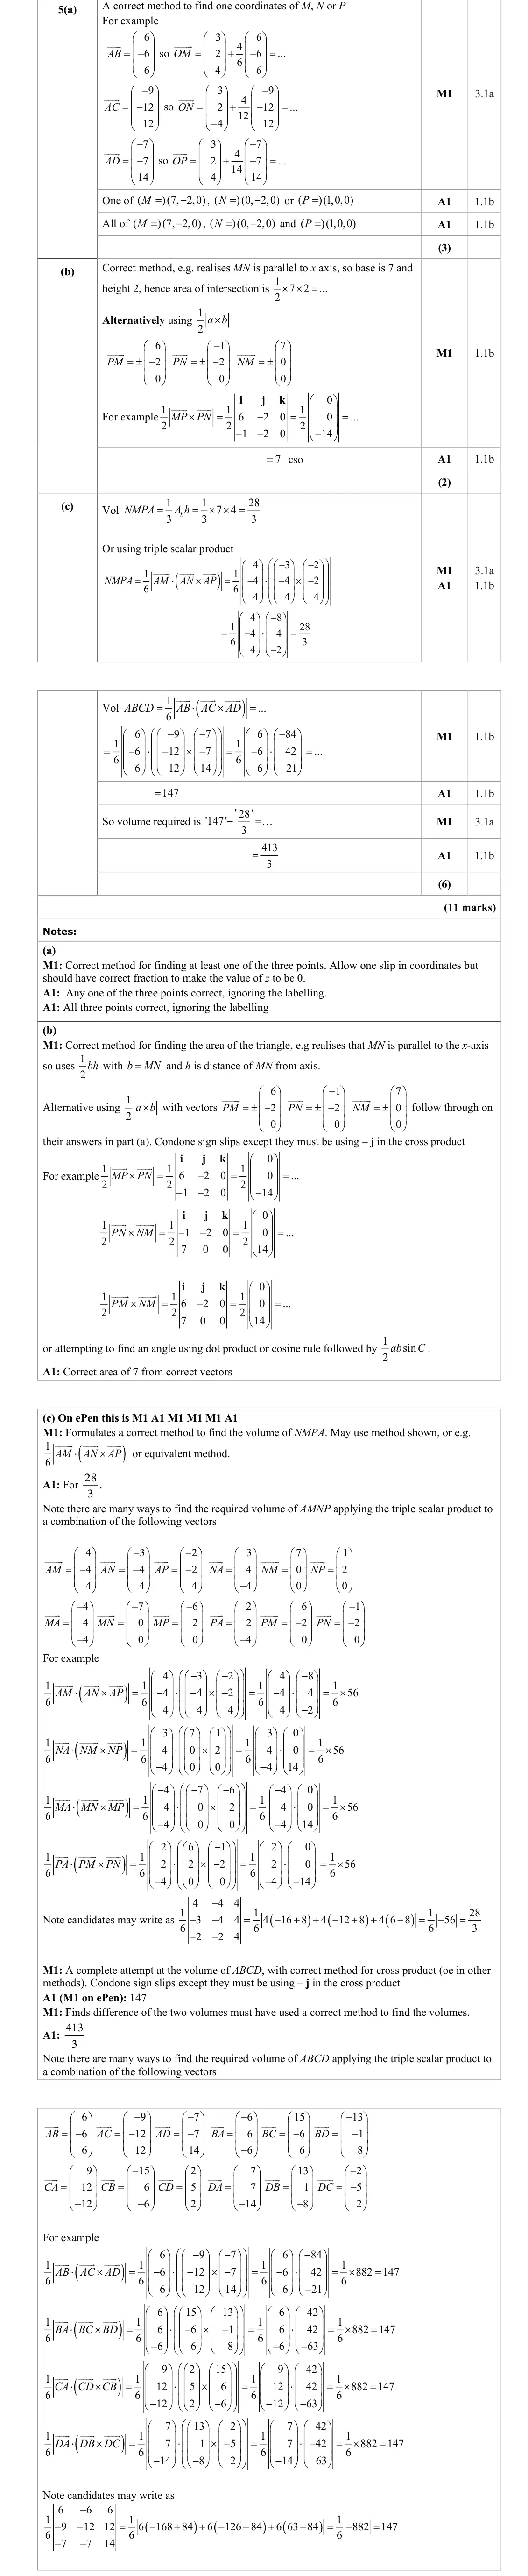 5(a)
A correct method to find one coordinates of M, N or P
For example
AB = (6, −6, 6) so OM = (3, 2, −4) + 4/6 (6, −6, 6) = ...
AC = (−9, −12, 12) so ON = (3, 2, −4) + 4/12 (−9, −12, 12) = ...
AD = (−7, −7, 14) so OP = (3, 2, −4) + 4/14 (−7, −7, 14) = ...
M1 3.1a
One of (M =)(7,−2,0), (N =)(0,−2,0) or (P =)(1,0,0) A1 1.1b
All of (M =)(7,−2,0), (N =)(0,−2,0) and (P =)(1,0,0) A1 1.1b
(3)
(b)
Correct method, e.g. realises MN is parallel to x axis, so base is 7 and
height 2, hence area of intersection is 1/2 ×7×2 = ...
Alternatively using 1/2 |a×b|
PM = ± (6, −2, 0) PN = ± (−1, −2, 0) NM = ± (7, 0, 0)
M1 1.1b
For example 1/2 |MP×PN| = 1/2 |i j k; 6 −2 0; −1 −2 0| = 1/2 |(0, 0, −14)| = ...
= 7 cso A1 1.1b
(2)
(c)
Vol NMPA = 1/3 A_b h = 1/3 ×7×4 = 28/3
Or using triple scalar product
NMPA = 1/6 |AM·(AN×AP)| = 1/6 |(4, −4, 4)·((−3, −4, 4)×(−2, −2, 4))|
M1 3.1a
A1 1.1b
= 1/6 |(4, −4, 4)·(−8, 4, −2)| = 28/3
Vol ABCD = 1/6 |AB·(AC×AD)| = ...
= 1/6 |(6, −6, 6)·((−9, −12, 12)×(−7, −7, 14))| = 1/6 |(6, −6, 6)·(−84, 42, −21)| = ...
M1 1.1b
=147 A1 1.1b
So volume required is '147'− '28/3' = … M1 3.1a
= 413/3 A1 1.1b
(6)
(11 marks)
Notes:
(a)
M1: Correct method for finding at least one of the three points. Allow one slip in coordinates but
should have correct fraction to make the value of z to be 0.
A1: Any one of the three points correct, ignoring the labelling.
A1: All three points correct, ignoring the labelling
(b)
M1: Correct method for finding the area of the triangle, e.g realises that MN is parallel to the x-axis
so uses 1/2 bh with b = MN and h is distance of MN from axis.
Alternative using 1/2 |a×b| with vectors PM = ± (6, −2, 0) PN = ± (−1, −2, 0) NM = ± (7, 0, 0) follow through on
their answers in part (a). Condone sign slips except they must be using − j in the cross product
For example 1/2 |MP×PN| = 1/2 |i j k; 6 −2 0; −1 −2 0| = 1/2 |(0, 0, −14)| = ...
1/2 |PN×NM| = 1/2 |i j k; −1 −2 0; 7 0 0| = 1/2 |(0, 0, 14)| = ...
1/2 |PM×NM| = 1/2 |i j k; 6 −2 0; 7 0 0| = 1/2 |(0, 0, 14)| = ...
or attempting to find an angle using dot product or cosine rule followed by 1/2 ab sin C .
A1: Correct area of 7 from correct vectors
(c) On ePen this is M1 A1 M1 M1 M1 A1
M1: Formulates a correct method to find the volume of NMPA. May use method shown, or e.g.
1/6 |AM·(AN×AP)| or equivalent method.
A1: For 28/3.
Note there are many ways to find the required volume of AMNP applying the triple scalar product to
a combination of the following vectors
AM = (4, −4, 4) AN = (−3, −4, 4) AP = (−2, −2, 4) NA = (3, 4, −4) NM = (7, 0, 0) NP = (1, 2, 0)
MA = (−4, 4, −4) MN = (−7, 0, 0) MP = (−6, 2, 0) PA = (2, 2, −4) PM = (6, −2, 0) PN = (−1, −2, 0)
For example
1/6 |AM·(AN×AP)| = 1/6 |(4, −4, 4)·((−3, −4, 4)×(−2, −2, 4))| = 1/6 |(4, −4, 4)·(−8, 4, −2)| = 1/6 ×56
1/6 |NA·(NM×NP)| = 1/6 |(3, 4, −4)·((7, 0, 0)×(1, 2, 0))| = 1/6 |(3, 4, −4)·(0, 0, 14)| = 1/6 ×56
1/6 |MA·(MN×MP)| = 1/6 |(−4, 4, −4)·((−7, 0, 0)×(−6, 2, 0))| = 1/6 |(−4, 4, −4)·(0, 0, 14)| = 1/6 ×56
1/6 |PA·(PM×PN)| = 1/6 |(2, 2, −4)·((6, 2, 0)×(−1, −2, 0))| = 1/6 |(2, 2, −4)·(0, 0, −14)| = 1/6 ×56
Note candidates may write as 1/6 |4 −4 4; −3 −4 4; −2 −2 4| = 1/6 |4(−16+8)+4(−12+8)+4(6−8)| = 1/6 |−56| = 28/3
M1: A complete attempt at the volume of ABCD, with correct method for cross product (oe in other
methods). Condone sign slips except they must be using − j in the cross product
A1 (M1 on ePen): 147
M1: Finds difference of the two volumes must have used a correct method to find the volumes.
A1: 413/3
Note there are many ways to find the required volume of ABCD applying the triple scalar product to
a combination of the following vectors
AB = (6, −6, 6) AC = (−9, −12, 12) AD = (−7, −7, 14) BA = (−6, 6, −6) BC = (15, −6, 6) BD = (−13, −1, 8)
CA = (9, 12, −12) CB = (−15, 6, −6) CD = (2, 5, 2) DA = (7, 7, −14) DB = (13, 1, −8) DC = (−2, −5, 2)
For example
1/6 |AB·(AC×AD)| = 1/6 |(6, −6, 6)·((−9, −12, 12)×(−7, −7, 14))| = 1/6 |(6, −6, 6)·(−84, 42, −21)| = 1/6 ×882 = 147
1/6 |BA·(BC×BD)| = 1/6 |(−6, 6, −6)·((15, −6, 6)×(−13, −1, 8))| = 1/6 |(−6, 6, −6)·(−42, 42, −63)| = 1/6 ×882 = 147
1/6 |CA·(CD×CB)| = 1/6 |(9, 12, −12)·((2, 5, 2)×(15, 6, −6))| = 1/6 |(9, 12, −12)·(−42, 42, −63)| = 1/6 ×882 = 147
1/6 |DA·(DB×DC)| = 1/6 |(7, 7, −14)·((13, 1, −8)×(−2, −5, 2))| = 1/6 |(7, 7, −14)·(42, −42, 63)| = 1/6 ×882 = 147
Note candidates may write as
1/6 |6 −6 6; −9 −12 12; −7 −7 14| = 1/6 |6(−168+84)+6(−126+84)+6(63−84)| = 1/6 |−882| = 147